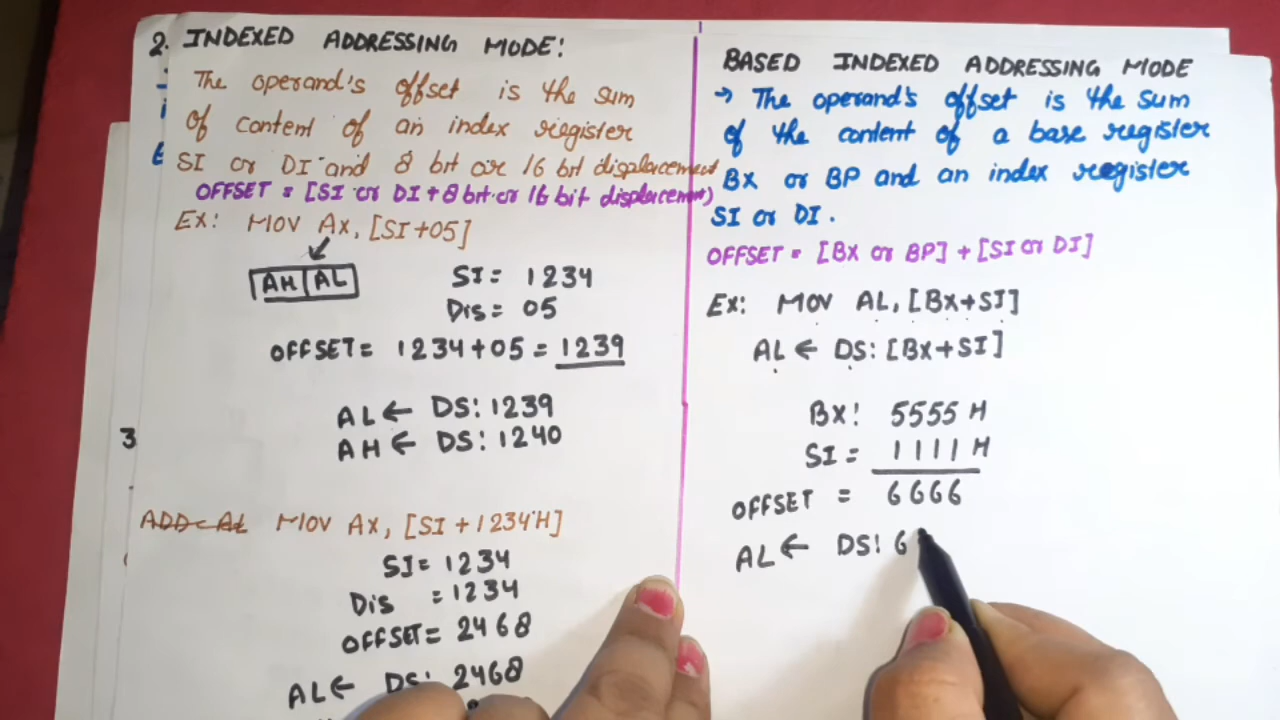 2. INDEXED ADDRESSING MODE:
The operand's offset is the sum
of content of an index register
SI or DI and 8 bit or 16 bit displacement
OFFSET = [SI or DI + 8 bit or 16 bit displacement)
EX: MOV AX, [SI+05]
AH AL
SI = 1234
Dis = 05
OFFSET = 1234+05 = 1239
AL ← DS: 1239
AH ← DS: 1240
3
ADD AL MOV AX, [SI + 1234H]
SI = 1234
Dis = 1234
OFFSET = 2468
AL ← DS: 2468
BASED INDEXED ADDRESSING MODE
→ The operand's offset is the sum
of the content of a base register
BX or BP and an index register
SI or DI.
OFFSET = [BX or BP] + [SI or DI]
EX: MOV AL, [BX+SI]
AL ← DS: [BX+SI]
BX: 5555 H
SI = 1111 H
OFFSET = 6666
AL ← DS: 6